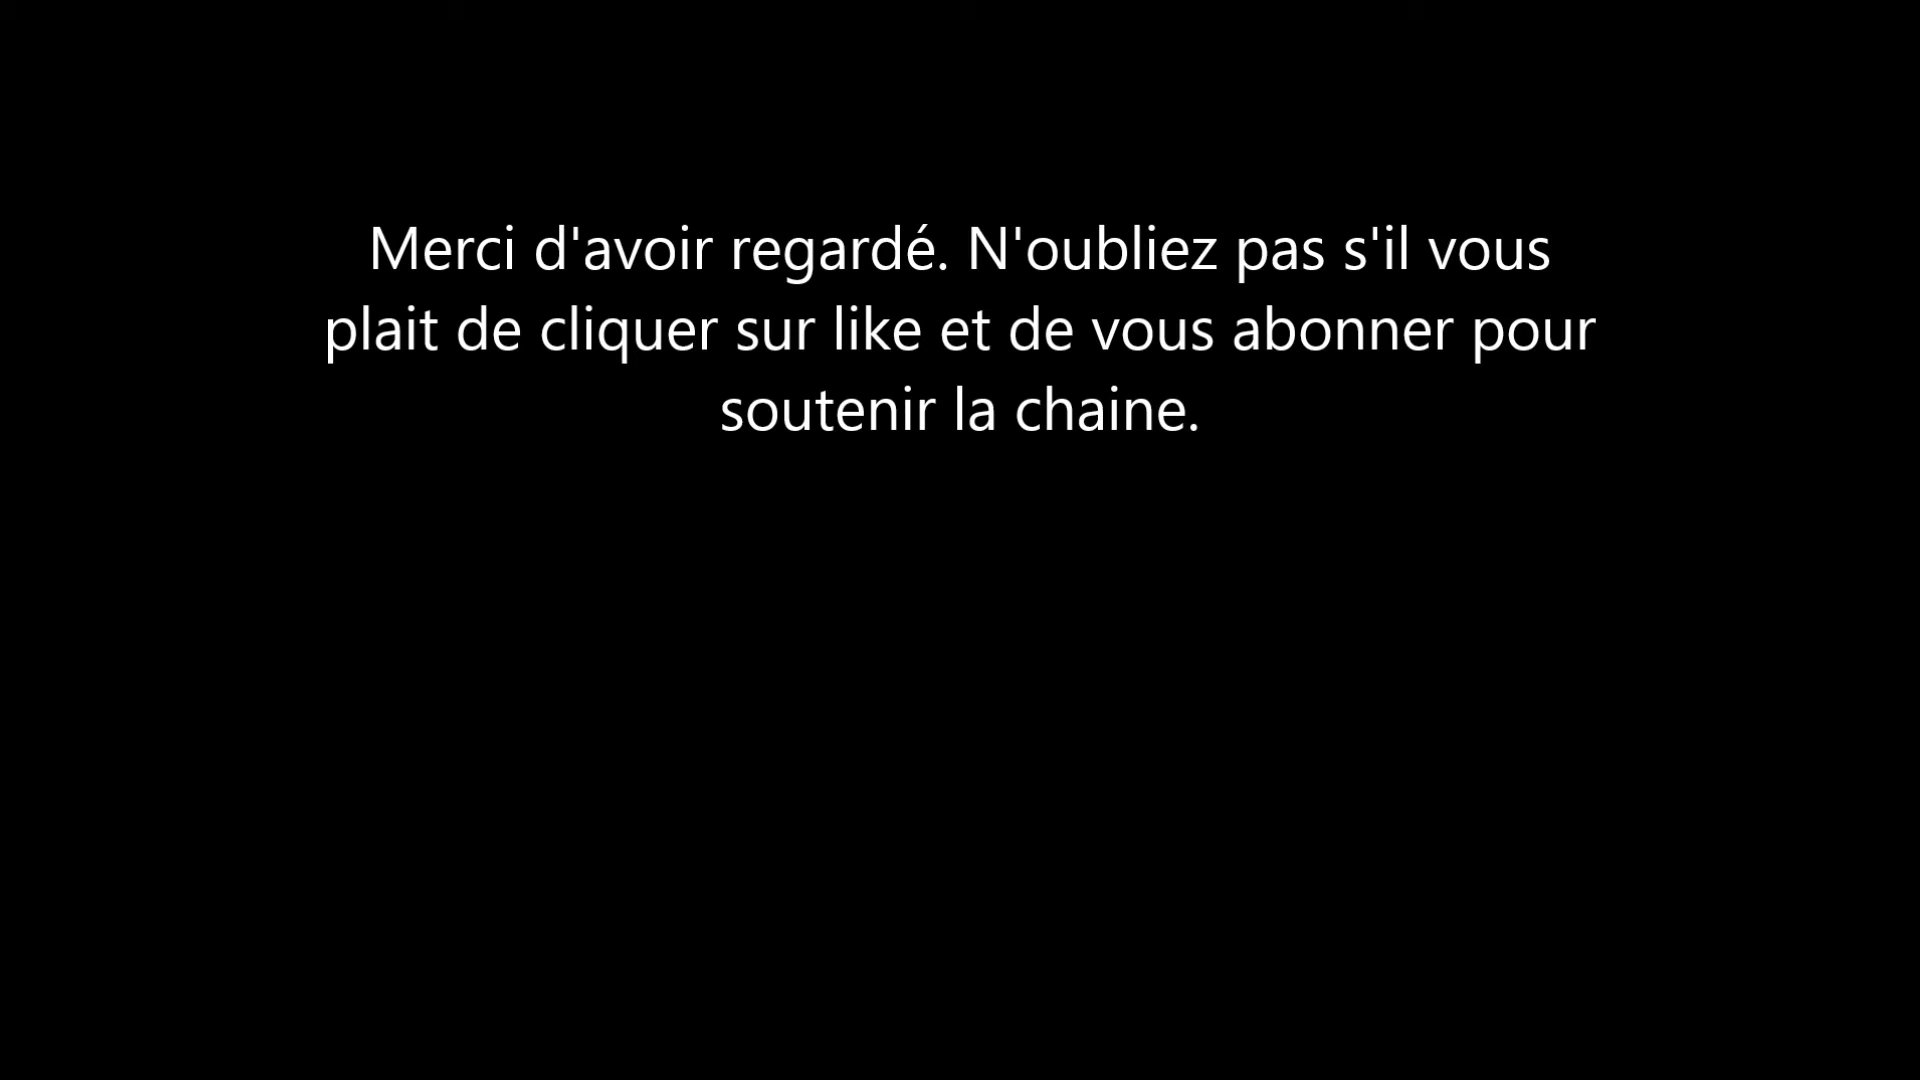 Merci d'avoir regardé. N'oubliez pas s'il vous
plait de cliquer sur like et de vous abonner pour
soutenir la chaine.